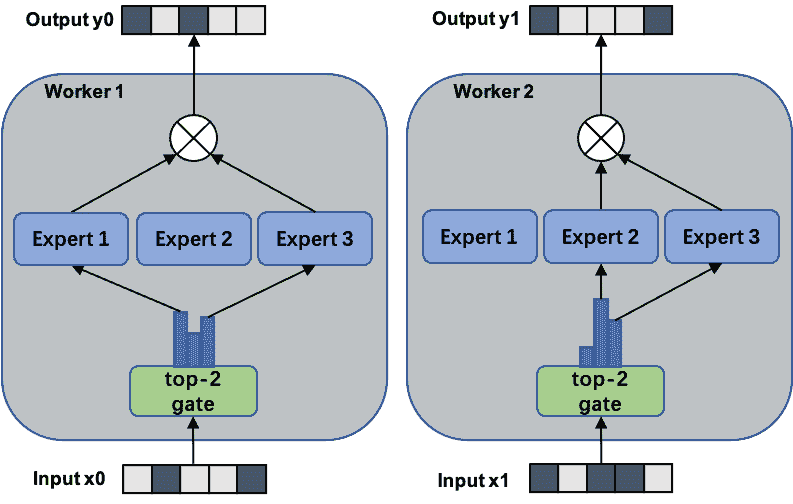 Output y0
Output y1
Worker 1
Worker 2
Expert 1
Expert 2
Expert 3
Expert 1
Expert 2
Expert 3
top-2
gate
top-2
gate
Input x0
Input x1